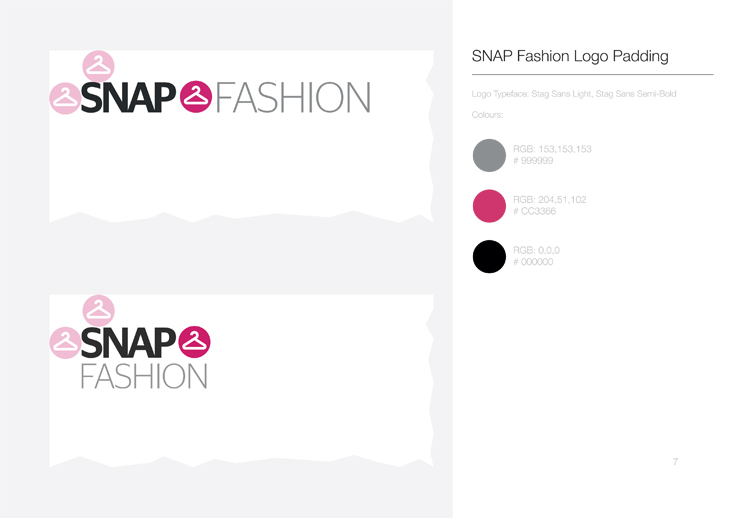 SNAP FASHION
SNAP
FASHION
SNAP Fashion Logo Padding
Logo Typeface: Stag Sans Light, Stag Sans Semi-Bold
Colours:
RGB: 153,153,153
# 999999
RGB: 204,51,102
# CC3366
RGB: 0,0,0
# 000000
7